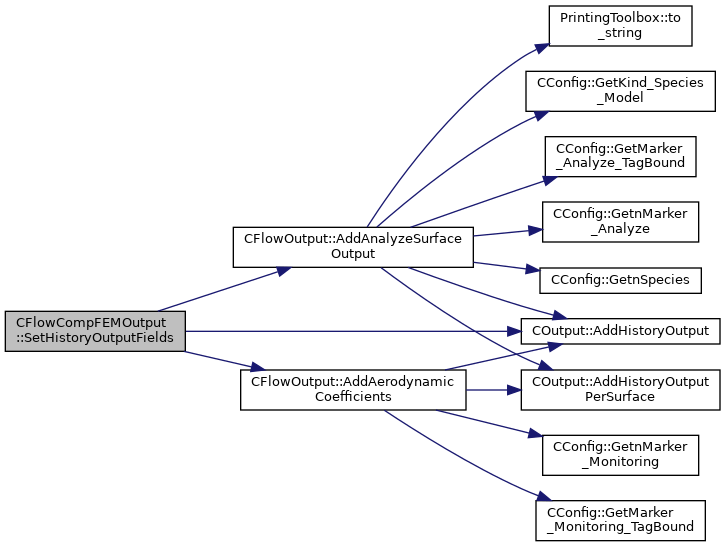 PrintingToolbox::to
_string
CConfig::GetKind_Species
_Model
CConfig::GetMarker
_Analyze_TagBound
CConfig::GetnMarker
_Analyze
CFlowOutput::AddAnalyzeSurface
Output
CConfig::GetnSpecies
CFlowCompFEMOutput
::SetHistoryOutputFields
COutput::AddHistoryOutput
CFlowOutput::AddAerodynamic
Coefficients
COutput::AddHistoryOutput
PerSurface
CConfig::GetnMarker
_Monitoring
CConfig::GetMarker
_Monitoring_TagBound